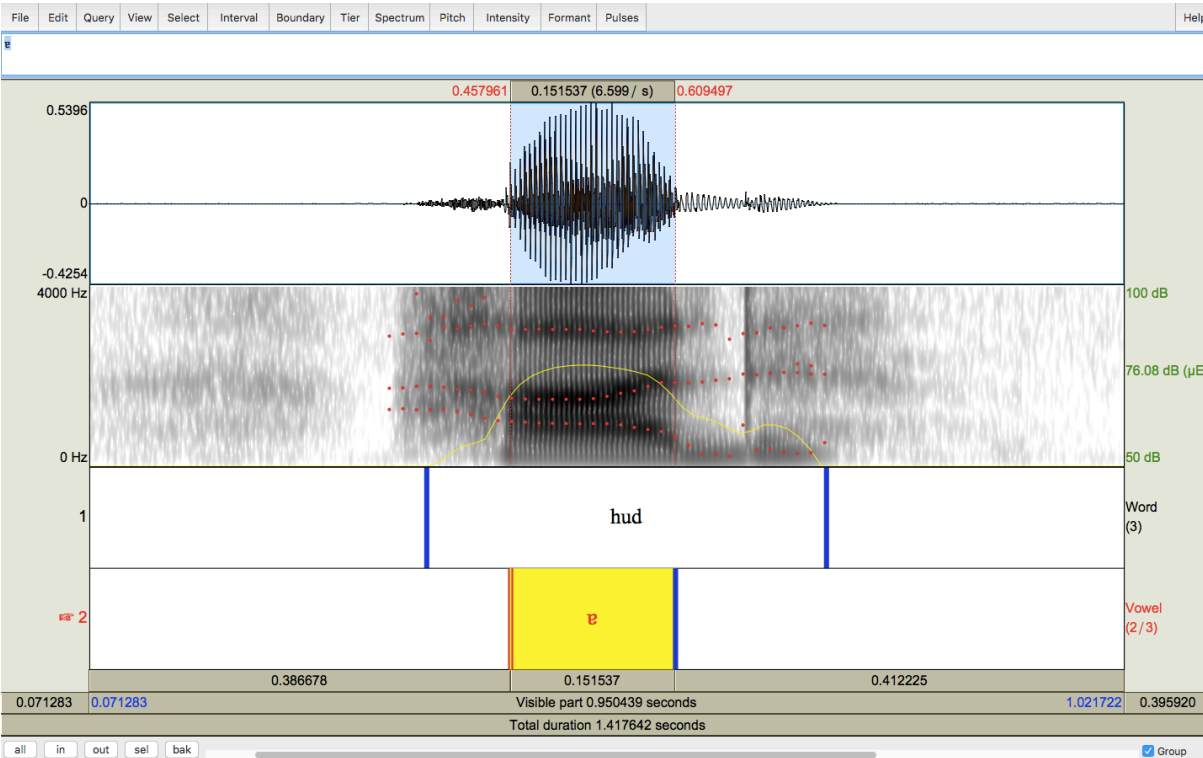 File Edit Query View Select Interval Boundary Tier Spectrum Pitch Intensity Formant Pulses Help
ɐ
0.457961 0.151537 (6.599 / s) 0.609497
0.5396
0
-0.4254
4000 Hz 100 dB
76.08 dB (µE
0 Hz 50 dB
1 hud Word
(3)
☞ 2 ɐ Vowel
(2/3)
0.386678 0.151537 0.412225
0.071283 0.071283 Visible part 0.950439 seconds 1.021722 0.395920
Total duration 1.417642 seconds
all in out sel bak Group